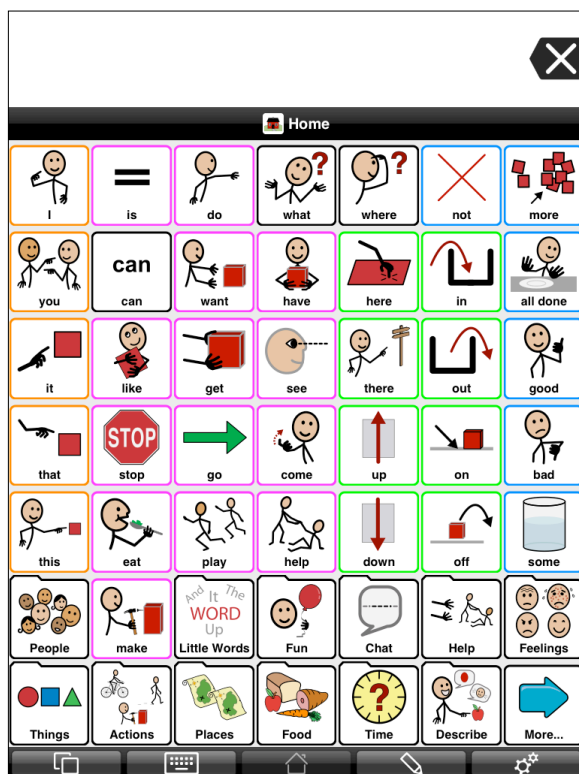 Home
I is do what where not more
you can can want have here in all done
it like get see there out good
STOP
that stop go come up on bad
this eat play help down off some
And It The
WORD
Up
People make Little Words Fun Chat Help Feelings
Things Actions Places Food Time Describe More...